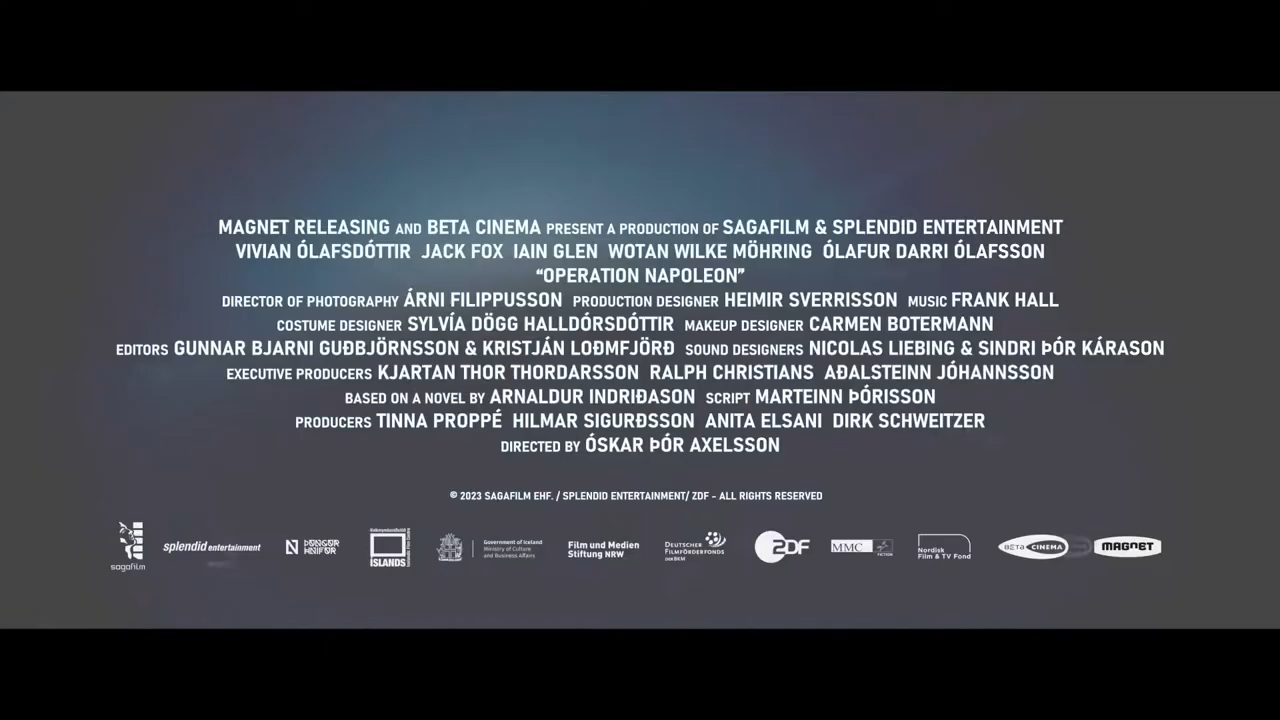 MAGNET RELEASING AND BETA CINEMA PRESENT A PRODUCTION OF SAGAFILM & SPLENDID ENTERTAINMENT
VIVIAN ÓLAFSDÓTTIR JACK FOX IAIN GLEN WOTAN WILKE MÖHRING ÓLAFUR DARRI ÓLAFSSON
“OPERATION NAPOLEON”
DIRECTOR OF PHOTOGRAPHY ÁRNI FILIPPUSSON PRODUCTION DESIGNER HEIMIR SVERRISSON MUSIC FRANK HALL
COSTUME DESIGNER SYLVÍA DÖGG HALLDÓRSDÓTTIR MAKEUP DESIGNER CARMEN BOTERMANN
EDITORS GUNNAR BJARNI GUÐBJÖRNSSON & KRISTJÁN LOÐMFJÖRÐ SOUND DESIGNERS NICOLAS LIEBING & SINDRI ÞÓR KÁRASON
EXECUTIVE PRODUCERS KJARTAN THOR THORDARSSON RALPH CHRISTIANS AÐALSTEINN JÓHANNSSON
BASED ON A NOVEL BY ARNALDUR INDRIÐASON SCRIPT MARTEINN ÞÓRISSON
PRODUCERS TINNA PROPPÉ HILMAR SIGURÐSSON ANITA ELSANI DIRK SCHWEITZER
DIRECTED BY ÓSKAR ÞÓR AXELSSON
© 2023 SAGAFILM EHF. / SPLENDID ENTERTAINMENT/ ZDF – ALL RIGHTS RESERVED
sagafilm
splendid entertainment
ÍSLANDS
Government of Iceland
Ministry of Culture
and Business Affairs
Film und Medien
Stiftung NRW
DEUTSCHER
FILMFÖRDERFONDS
DER BKM
ZDF
MMC
FICTION
Nordisk
Film & TV Fond
BETA CINEMA
MAGNET